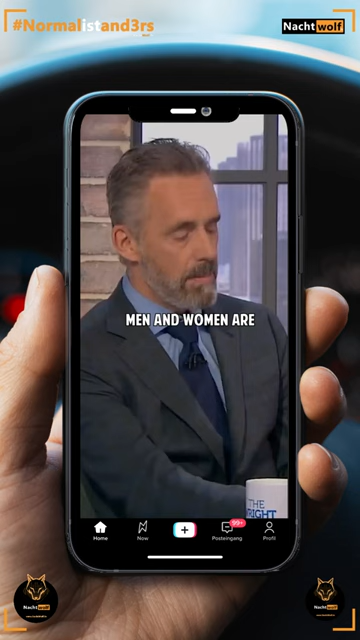 #Normalistand3rs
Nachtwolf
MEN AND WOMEN ARE
THE
RIGHT
99+
Home
Now
Posteingang
Profil
Nachtwolf
Nachtwolf